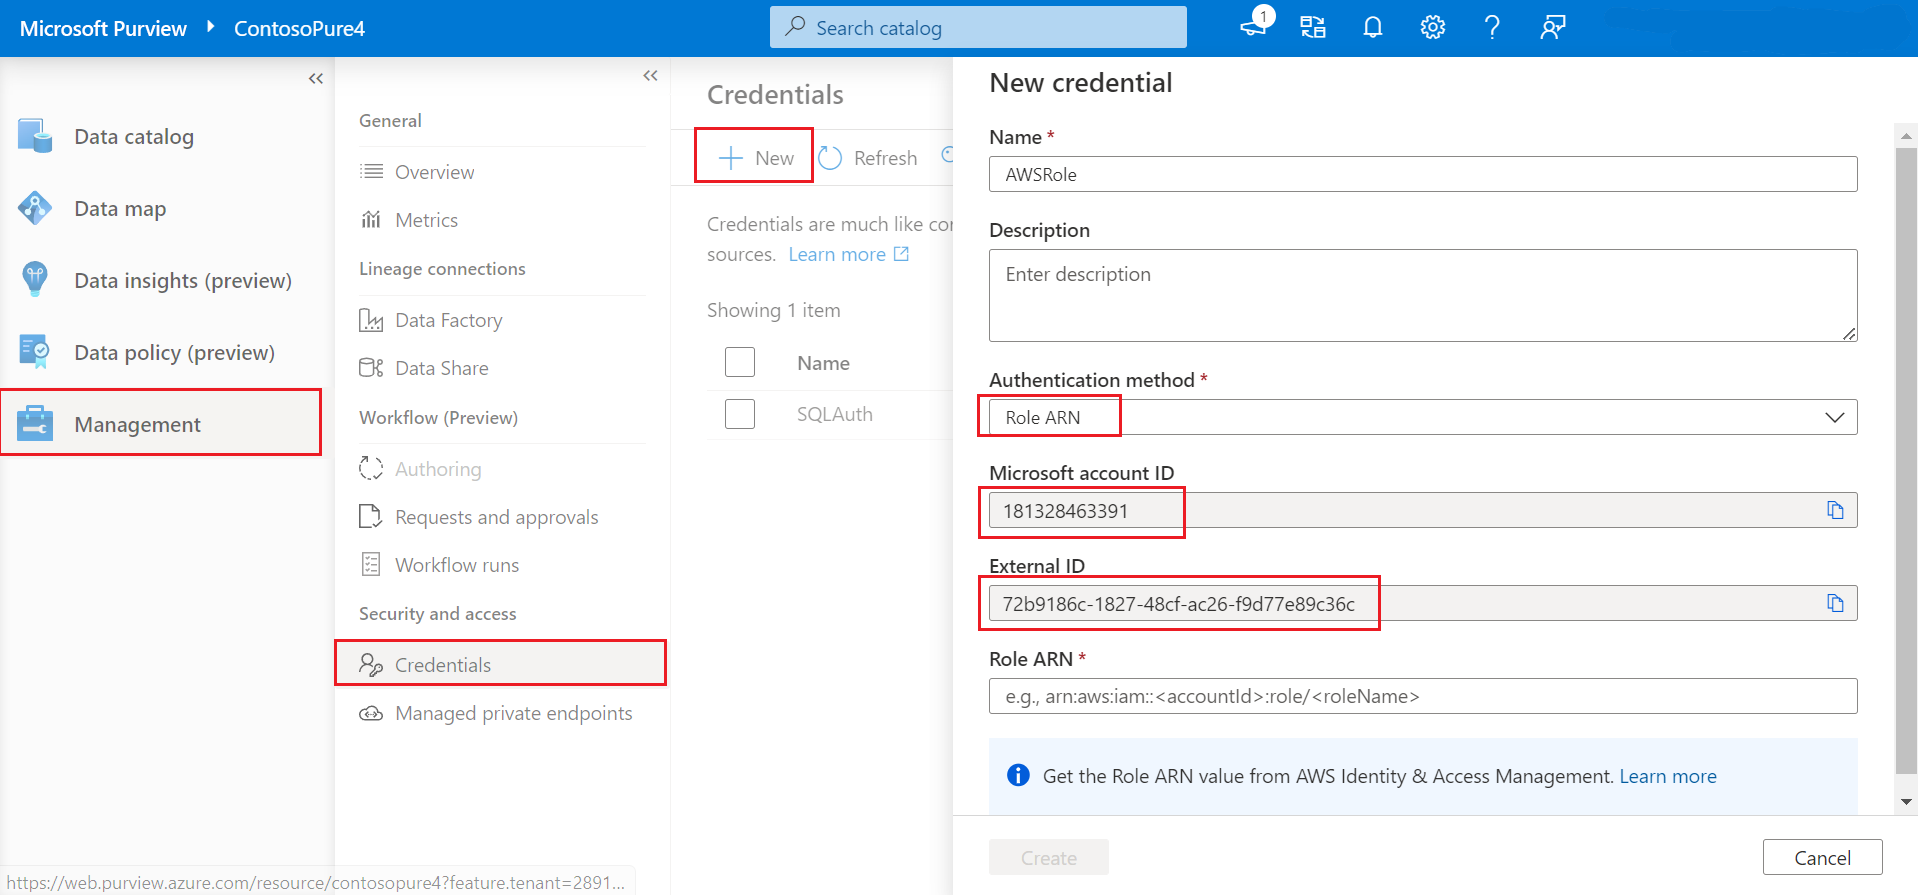 Microsoft Purview ContosoPure4
Search catalog
1
Data catalog
Data map
Data insights (preview)
Data policy (preview)
Management
General
Overview
Metrics
Lineage connections
Data Factory
Data Share
Workflow (Preview)
Authoring
Requests and approvals
Workflow runs
Security and access
Credentials
Managed private endpoints
Credentials
New
Refresh
Credentials are much like co
sources. Learn more
Showing 1 item
Name
SQLAuth
New credential
Name *
AWSRole
Description
Enter description
Authentication method *
Role ARN
Microsoft account ID
181328463391
External ID
72b9186c-1827-48cf-ac26-f9d77e89c36c
Role ARN *
e.g., arn:aws:iam::<accountId>:role/<roleName>
Get the Role ARN value from AWS Identity & Access Management. Learn more
Create
Cancel
https://web.purview.azure.com/resource/contosopure4?feature.tenant=2891...